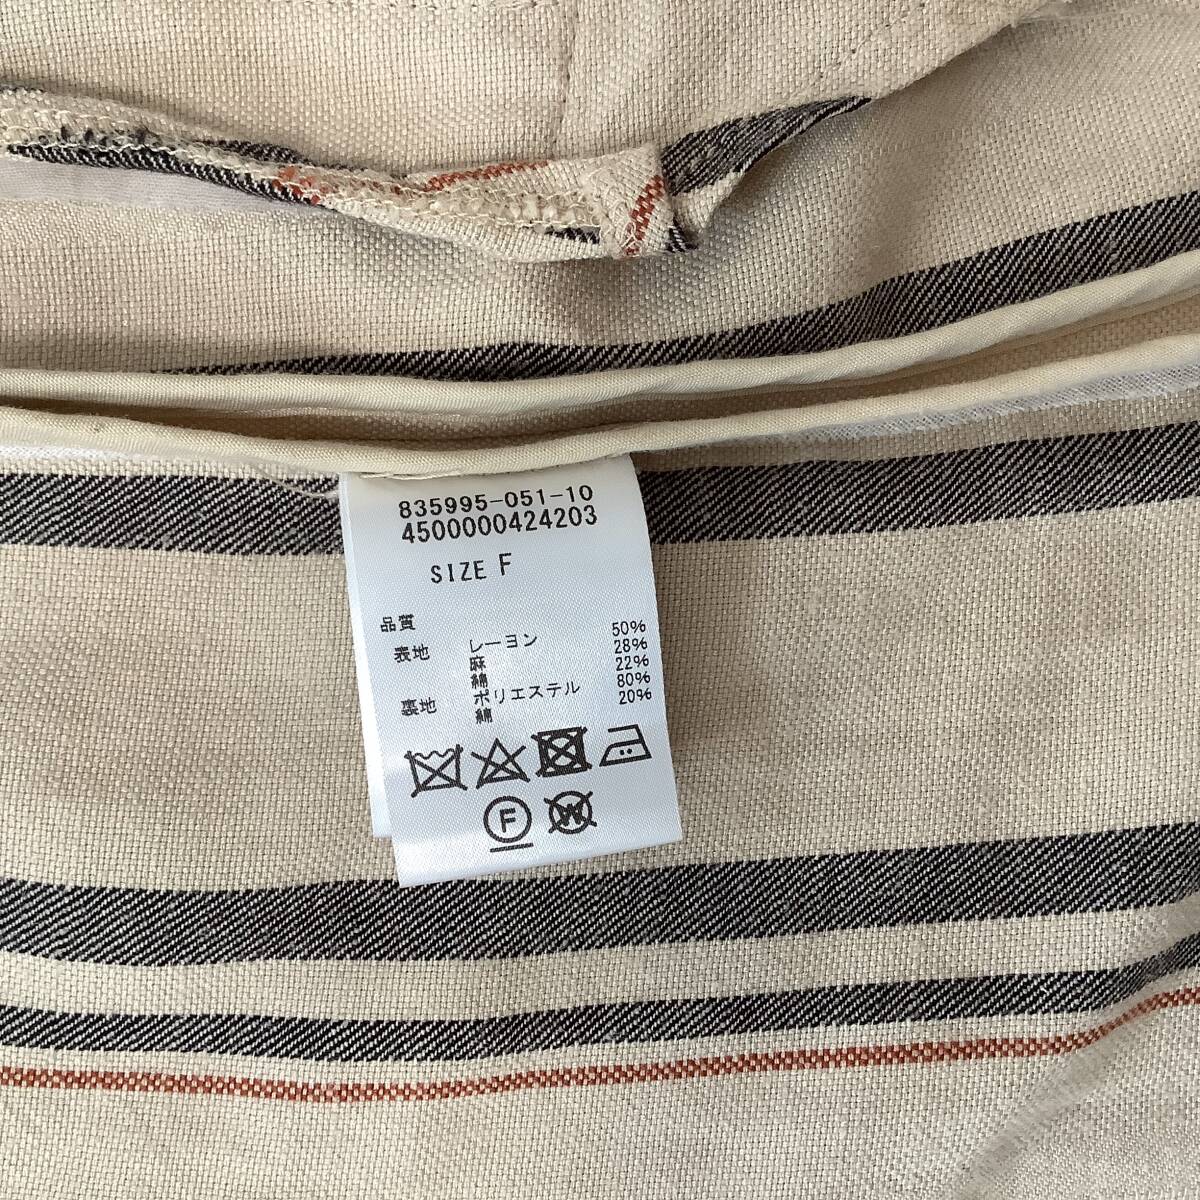 835995-051-10
4500000424203
SIZE F
品質
表地 レーヨン 50%
麻 28%
綿 22%
裏地 ポリエステル 80%
綿 20%
F
W